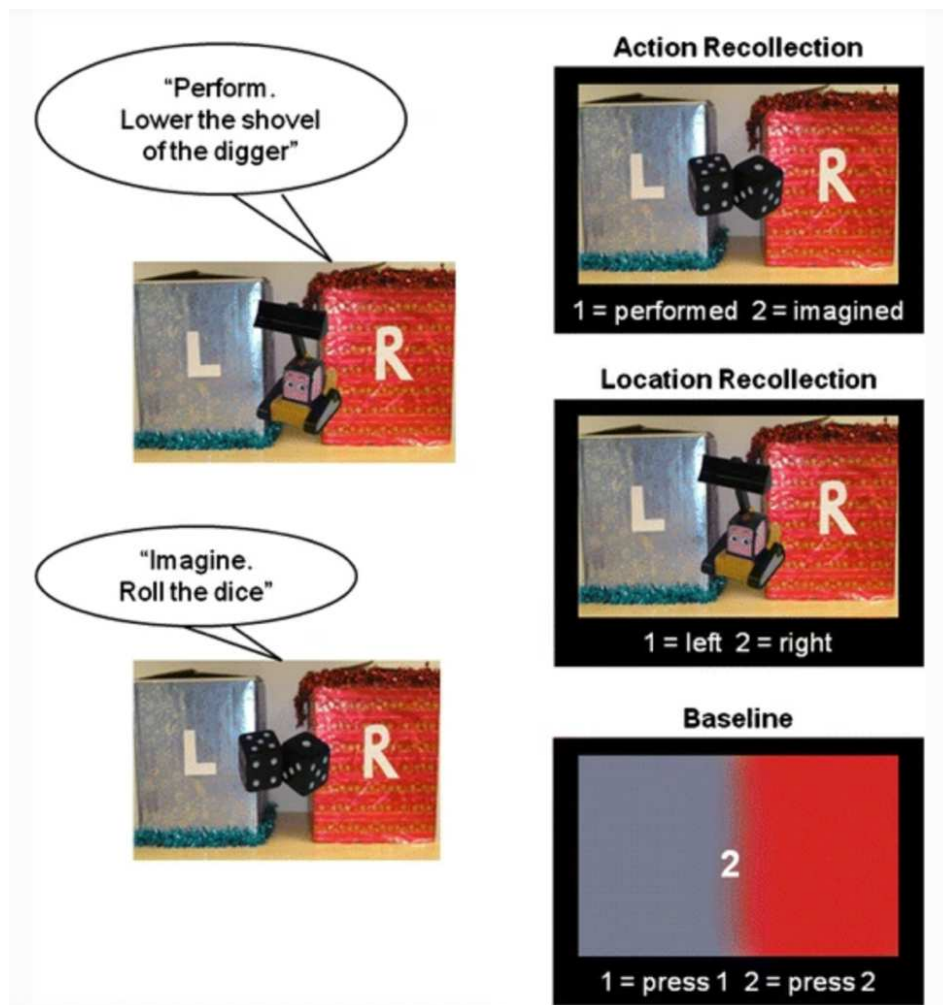 “Perform.
Lower the shovel
of the digger”
L R
“Imagine.
Roll the dice”
L R
Action Recollection
L R
1 = performed 2 = imagined
Location Recollection
L R
1 = left 2 = right
Baseline
2
1 = press 1 2 = press 2